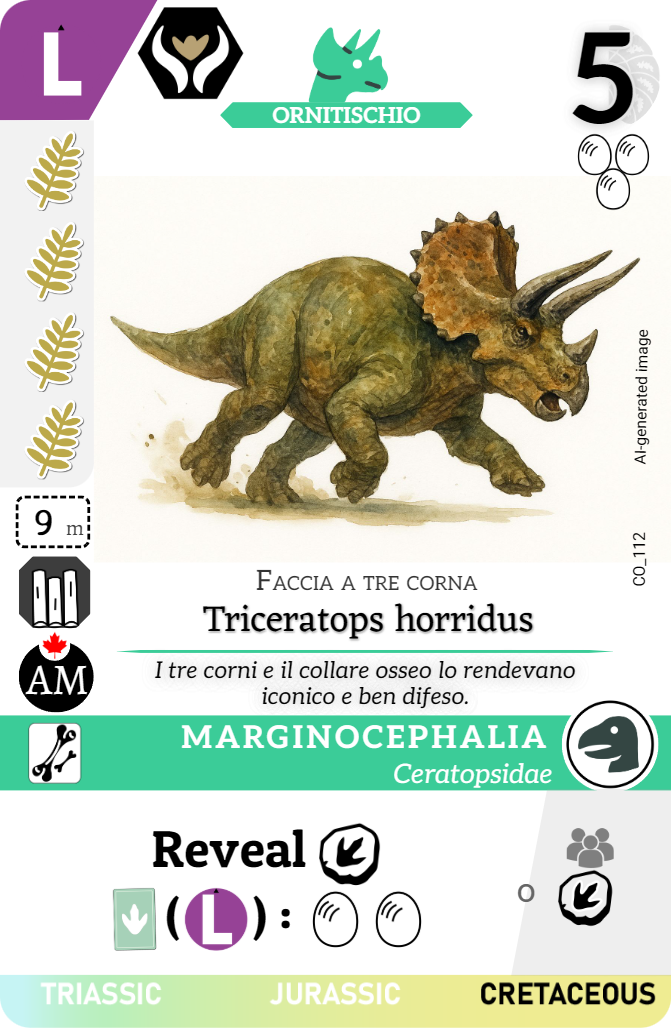 L
ORNITISCHIO
5
AI-generated image
9 m
CO_112
FACCIA A TRE CORNA
Triceratops horridus
AM
I tre corni e il collare osseo lo rendevano
iconico e ben difeso.
MARGINOCEPHALIA
Ceratopsidae
Reveal
(L):
o
TRIASSIC JURASSIC CRETACEOUS